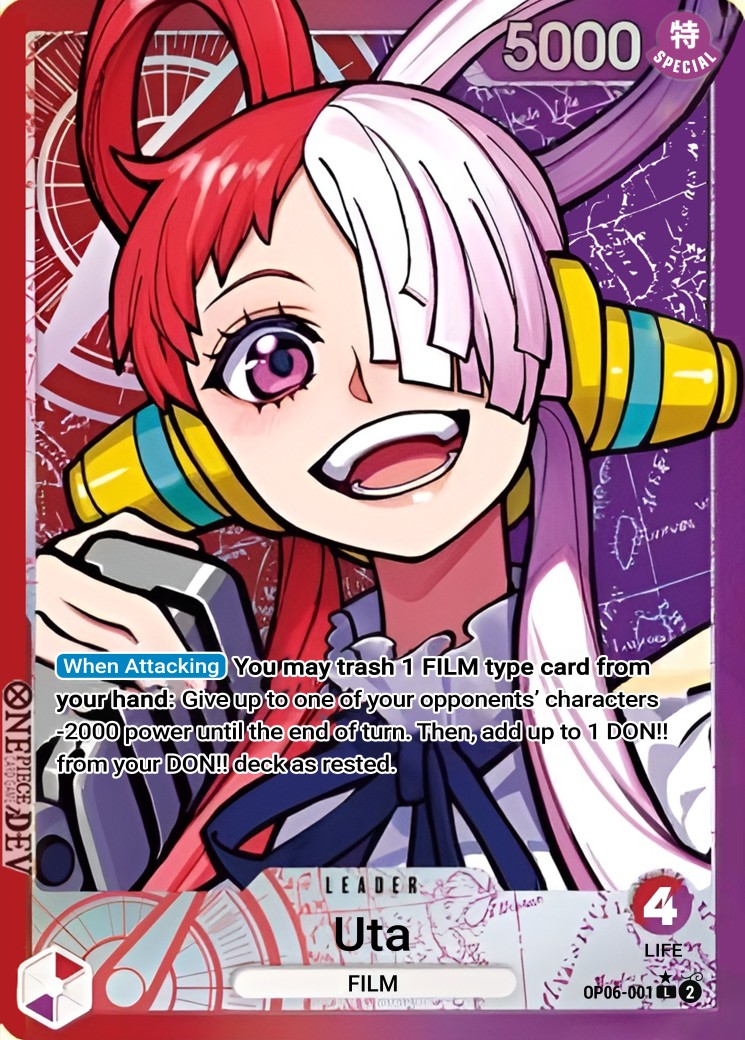 5000
特
SPECIAL
When Attacking You may trash 1 FILM type card from
your hand: Give up to one of your opponents’ characters
-2000 power until the end of turn. Then, add up to 1 DON!!
from your DON!! deck as rested.
ONE PIECE
CARD GAME
DEV
LEADER
Uta
4
LIFE
FILM
OP06-001 L 2